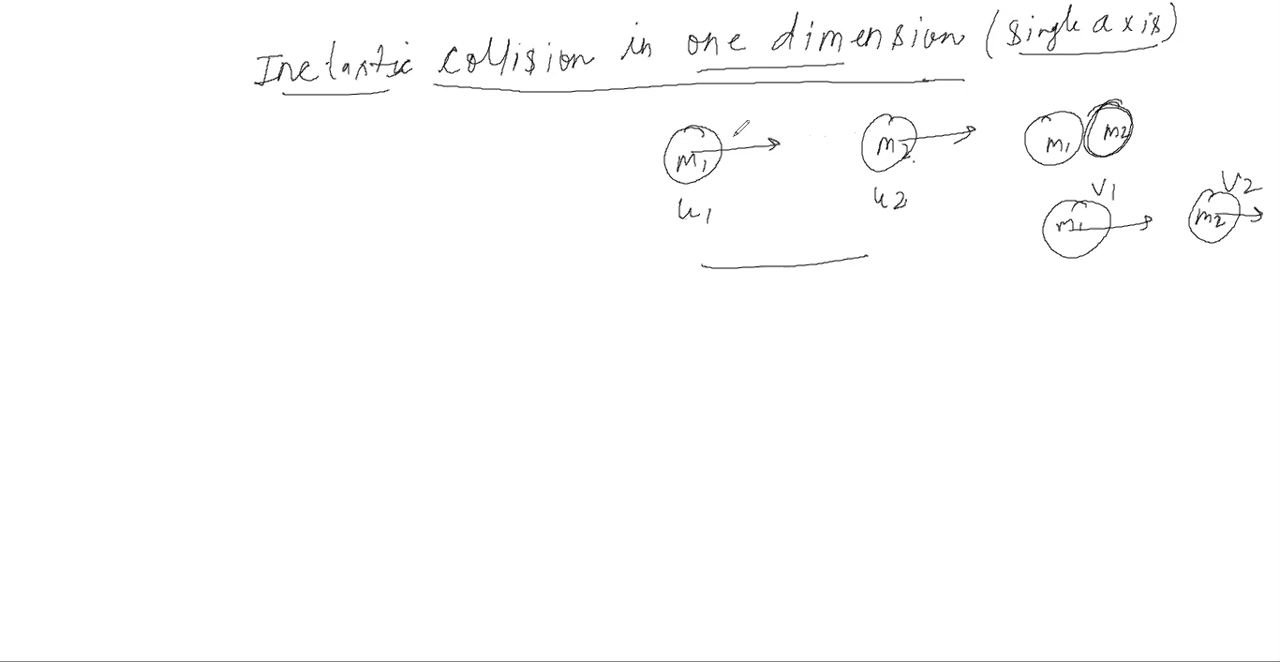 Inelastic collision in one dimension (single axis)
m1 m2 m1 m2
u1 u2 v1 v2
m1 m2